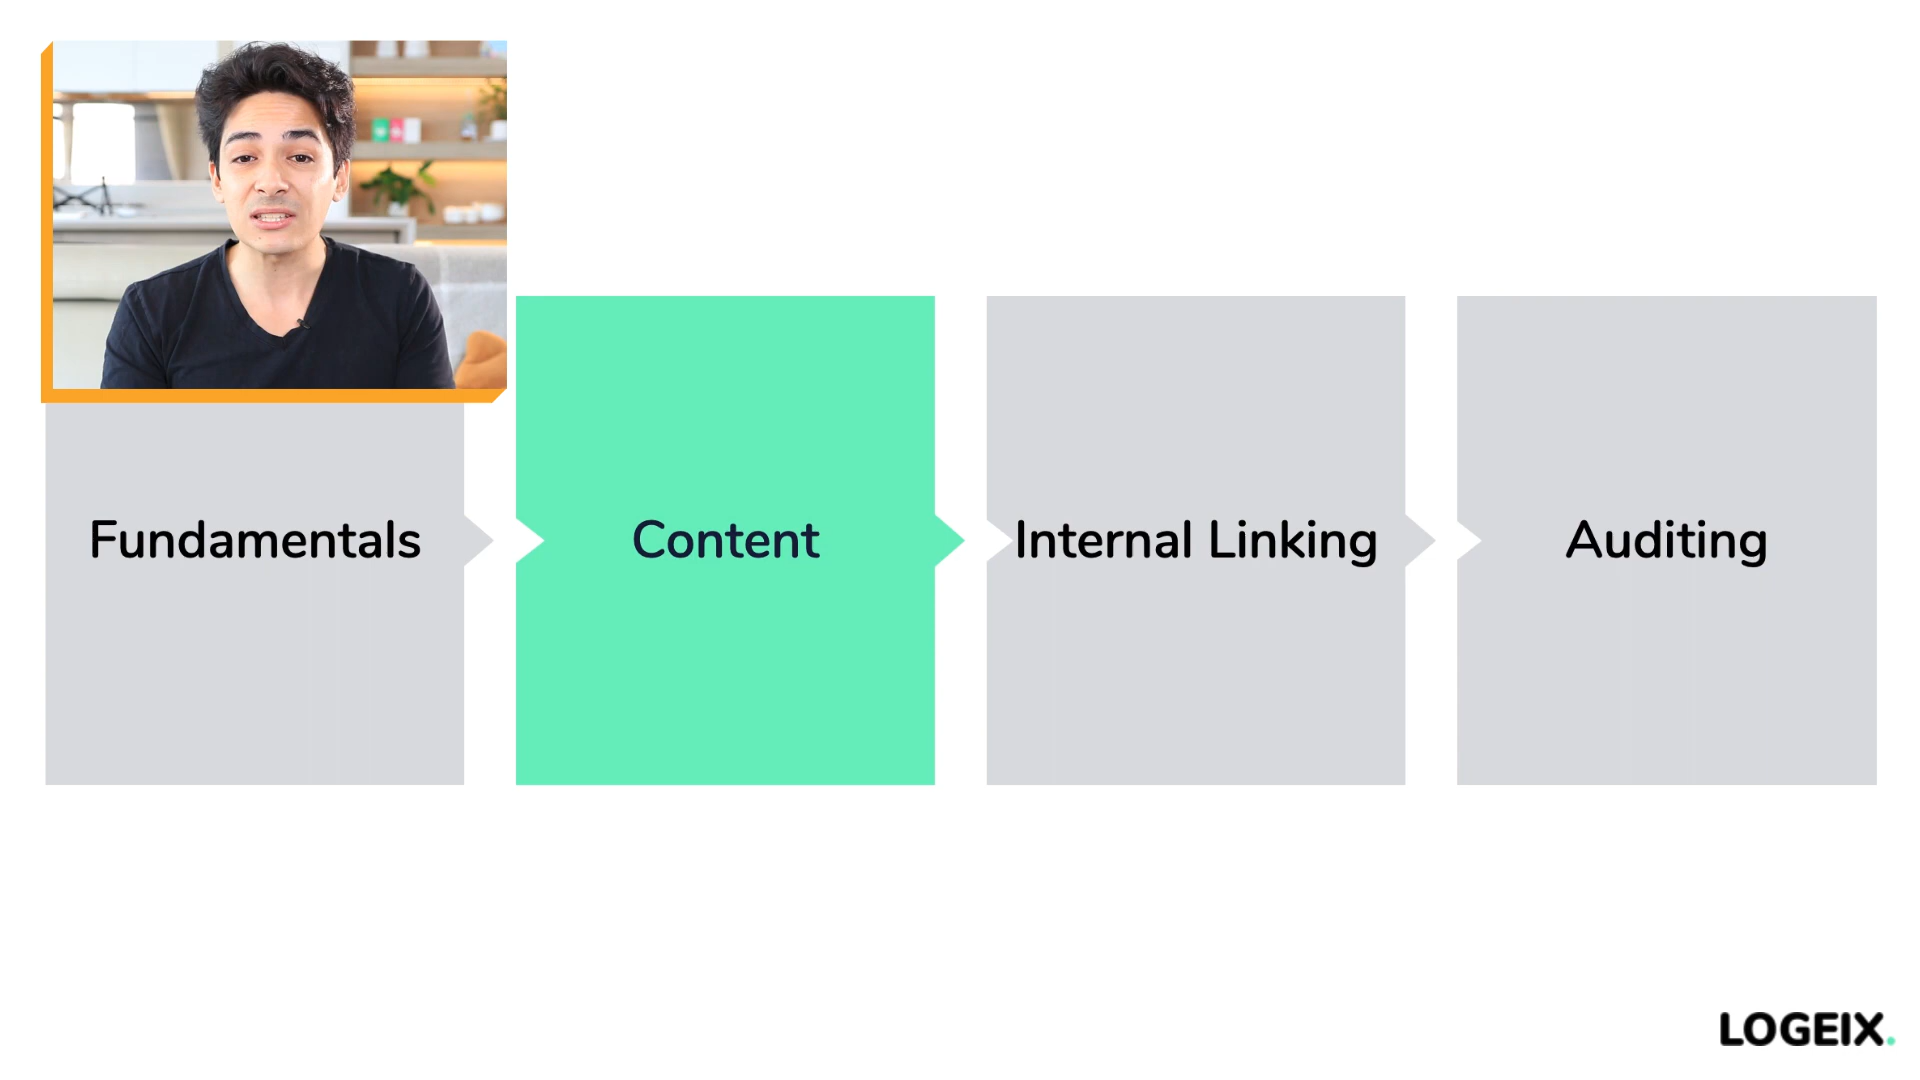 Fundamentals
Content
Internal Linking
Auditing
LOGEIX.